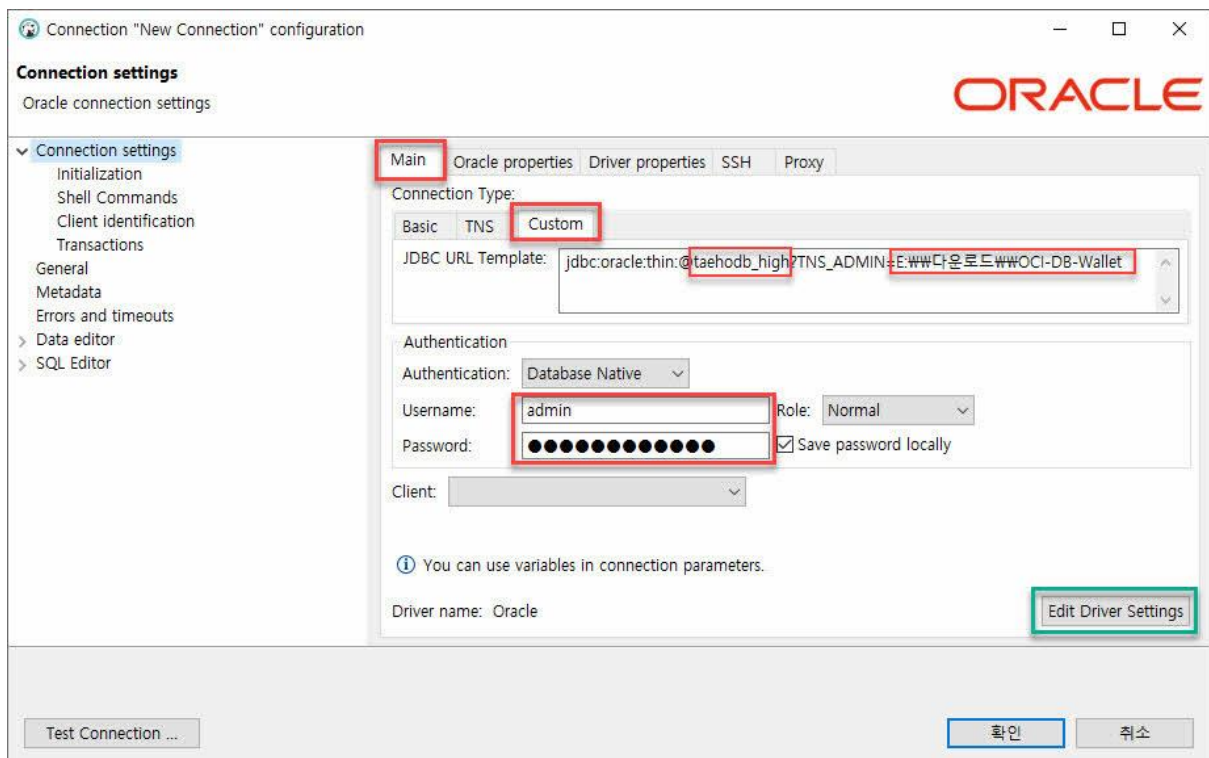 Connection "New Connection" configuration
Connection settings
Oracle connection settings
ORACLE
Connection settings
Initialization
Shell Commands
Client identification
Transactions
General
Metadata
Errors and timeouts
Data editor
SQL Editor
Main Oracle properties Driver properties SSH Proxy
Connection Type:
Basic TNS Custom
JDBC URL Template: jdbc:oracle:thin:@taehodb_high?TNS_ADMIN=E:₩₩다운로드₩₩OCI-DB-Wallet
Authentication
Authentication: Database Native
Username: admin Role: Normal
Password: ●●●●●●●●●●●● Save password locally
Client:
You can use variables in connection parameters.
Driver name: Oracle Edit Driver Settings
Test Connection ... 확인 취소